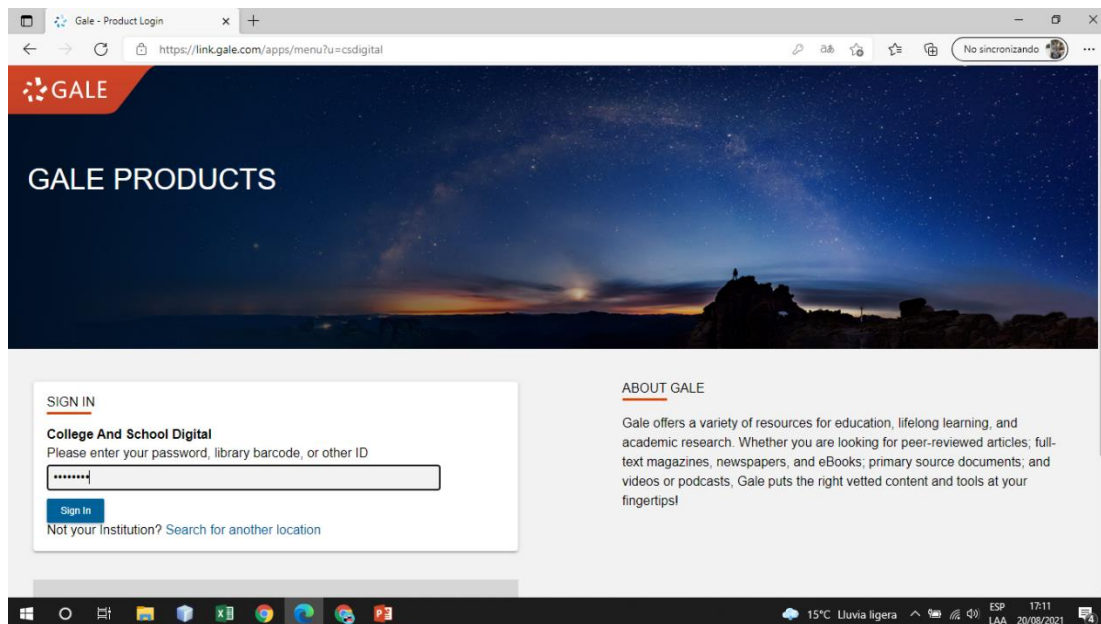 Gale - Product Login
https://link.gale.com/apps/menu?u=csdigital
No sincronizando
GALE
GALE PRODUCTS
SIGN IN
College And School Digital
Please enter your password, library barcode, or other ID
••••••••
Sign In
Not your Institution? Search for another location
ABOUT GALE
Gale offers a variety of resources for education, lifelong learning, and
academic research. Whether you are looking for peer-reviewed articles; full-
text magazines, newspapers, and eBooks; primary source documents; and
videos or podcasts, Gale puts the right vetted content and tools at your
fingertips!
15°C Lluvia ligera
ESP
LAA
17:11
20/08/2021
4